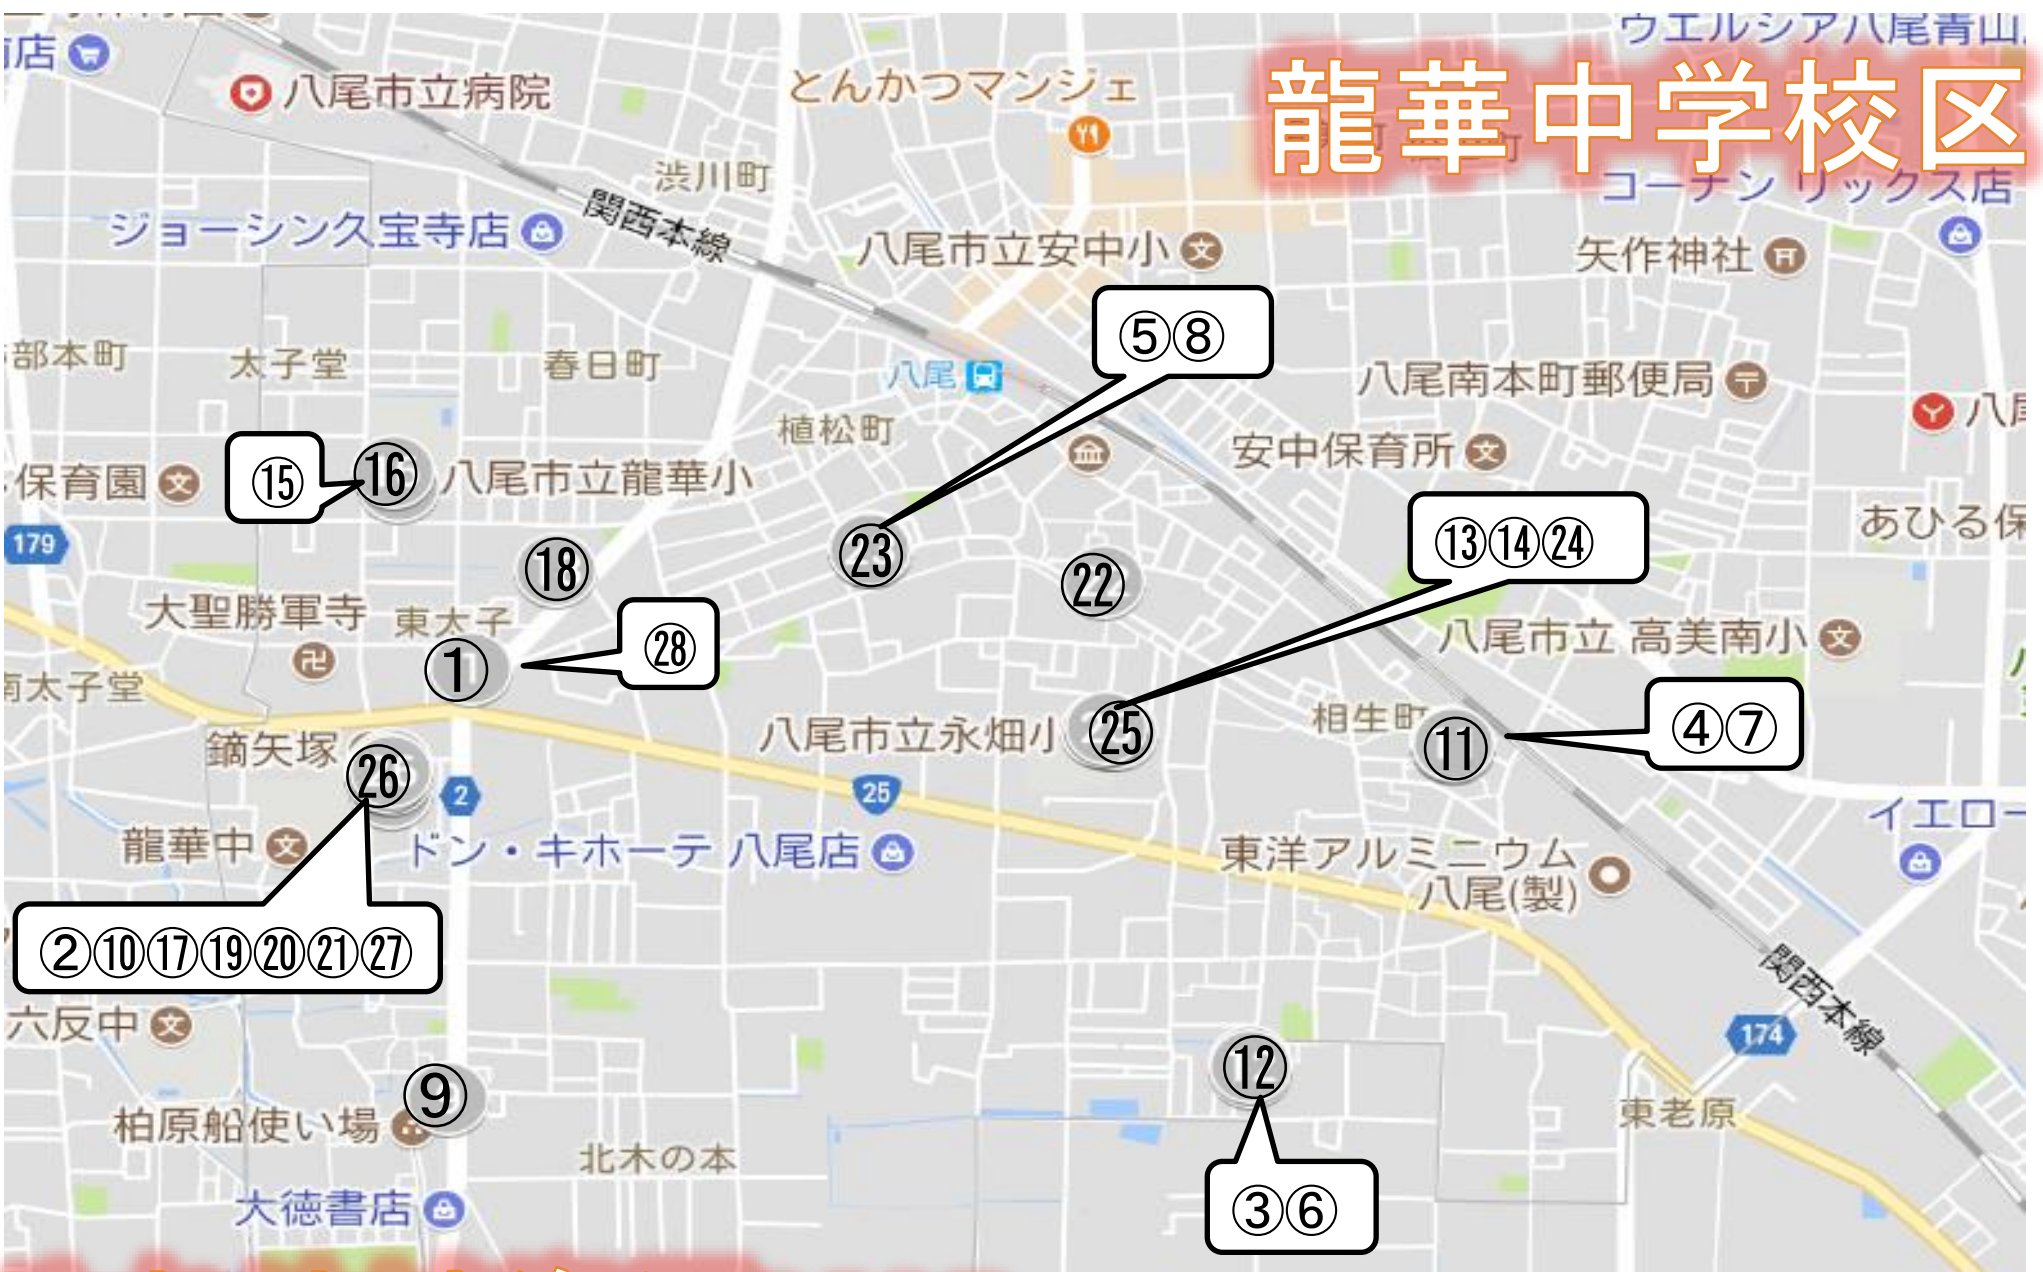 龍華中学校区
店
八尾市立病院
とんかつマンジェ
ウエルシア八尾青山
渋川町
関西本線
ジョーシン久宝寺店
八尾市立安中小
コーナン リックス店
矢作神社
部本町
太子堂
春日町
八尾
⑤⑧
八尾南本町郵便局
植松町
安中保育所
保育園
⑮
⑯
八尾市立龍華小
179
⑱
㉓
㉒
⑬⑭㉔
あひる保
大聖勝軍寺
東太子
①
㉘
八尾市立 高美南小
南太子堂
鏑矢塚
㉖
2
25
八尾市立永畑小
㉕
相生町
⑪
④⑦
龍華中
ドン・キホーテ 八尾店
東洋アルミニウム
八尾(製)
イエロー
②⑩⑰⑲⑳㉑㉗
関西本線
六反中
174
⑨
⑫
柏原船使い場
北木の本
東老原
大徳書店
③⑥